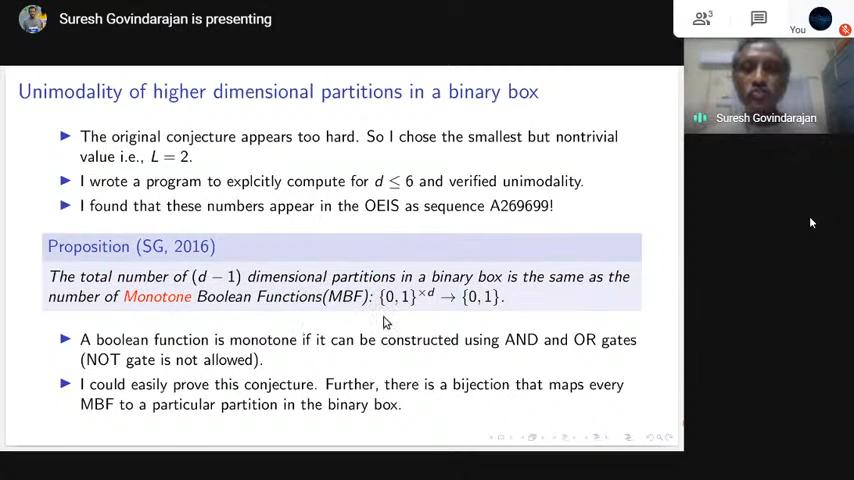 Suresh Govindarajan is presenting
3
You
Suresh Govindarajan
Unimodality of higher dimensional partitions in a binary box
The original conjecture appears too hard. So I chose the smallest but nontrivial
value i.e., L = 2.
I wrote a program to explcitly compute for d ≤ 6 and verified unimodality.
I found that these numbers appear in the OEIS as sequence A269699!
Proposition (SG, 2016)
The total number of (d − 1) dimensional partitions in a binary box is the same as the
number of Monotone Boolean Functions(MBF): {0, 1}×d → {0, 1}.
A boolean function is monotone if it can be constructed using AND and OR gates
(NOT gate is not allowed).
I could easily prove this conjecture. Further, there is a bijection that maps every
MBF to a particular partition in the binary box.